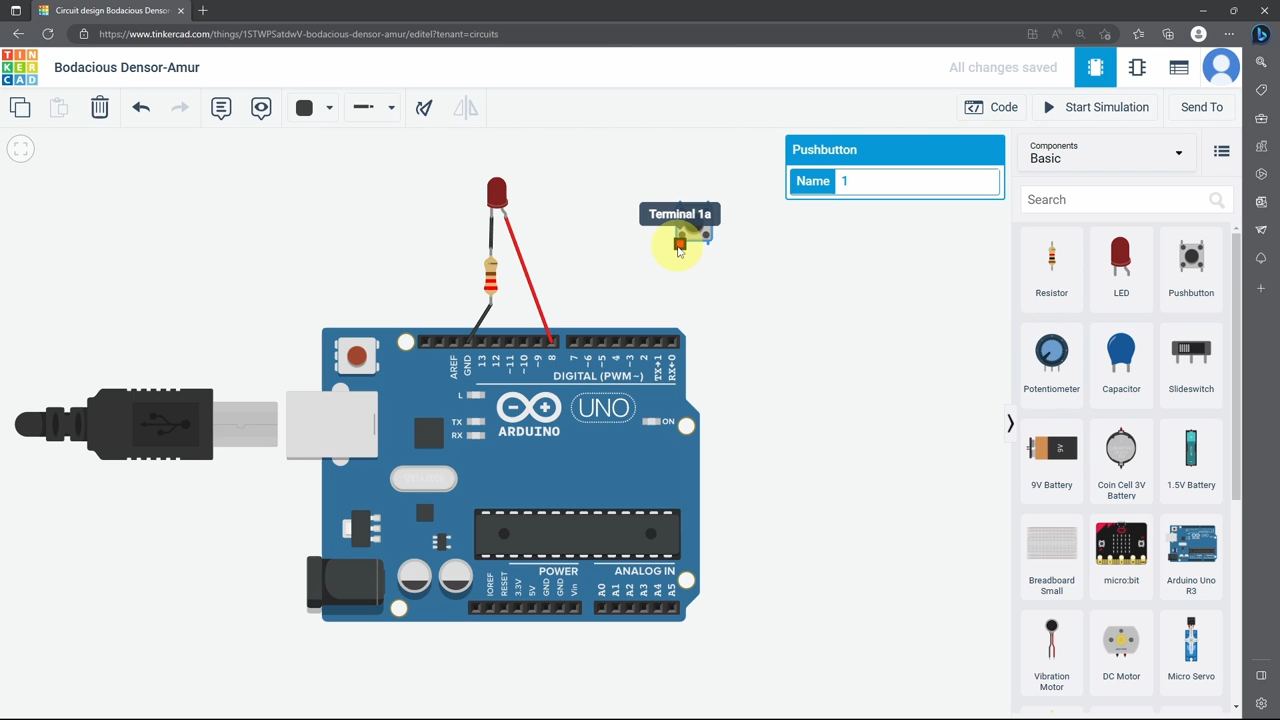 Circuit design Bodacious Densor
https://www.tinkercad.com/things/1STWPSatdwV-bodacious-densor-amur/editel?tenant=circuits
TIN
KER
CAD
Bodacious Densor-Amur
All changes saved
Code
Start Simulation
Send To
Pushbutton
Name 1
Components
Basic
Search
Terminal 1a
Resistor
LED
Pushbutton
Potentiometer
Capacitor
Slideswitch
9V
9V Battery
Coin Cell 3V
Battery
1.5V Battery
Breadboard
Small
micro:bit
Arduino Uno
R3
Vibration
Motor
DC Motor
Micro Servo
AREF
GND
13
12
~11
~10
~9
8
7
~6
~5
4
~3
2
TX→1
RX←0
DIGITAL (PWM~)
L
TX
RX
UNO
ARDUINO
ON
POWER
ANALOG IN
IOREF
RESET
3.3V
5V
GND
GND
Vin
A0
A1
A2
A3
A4
A5